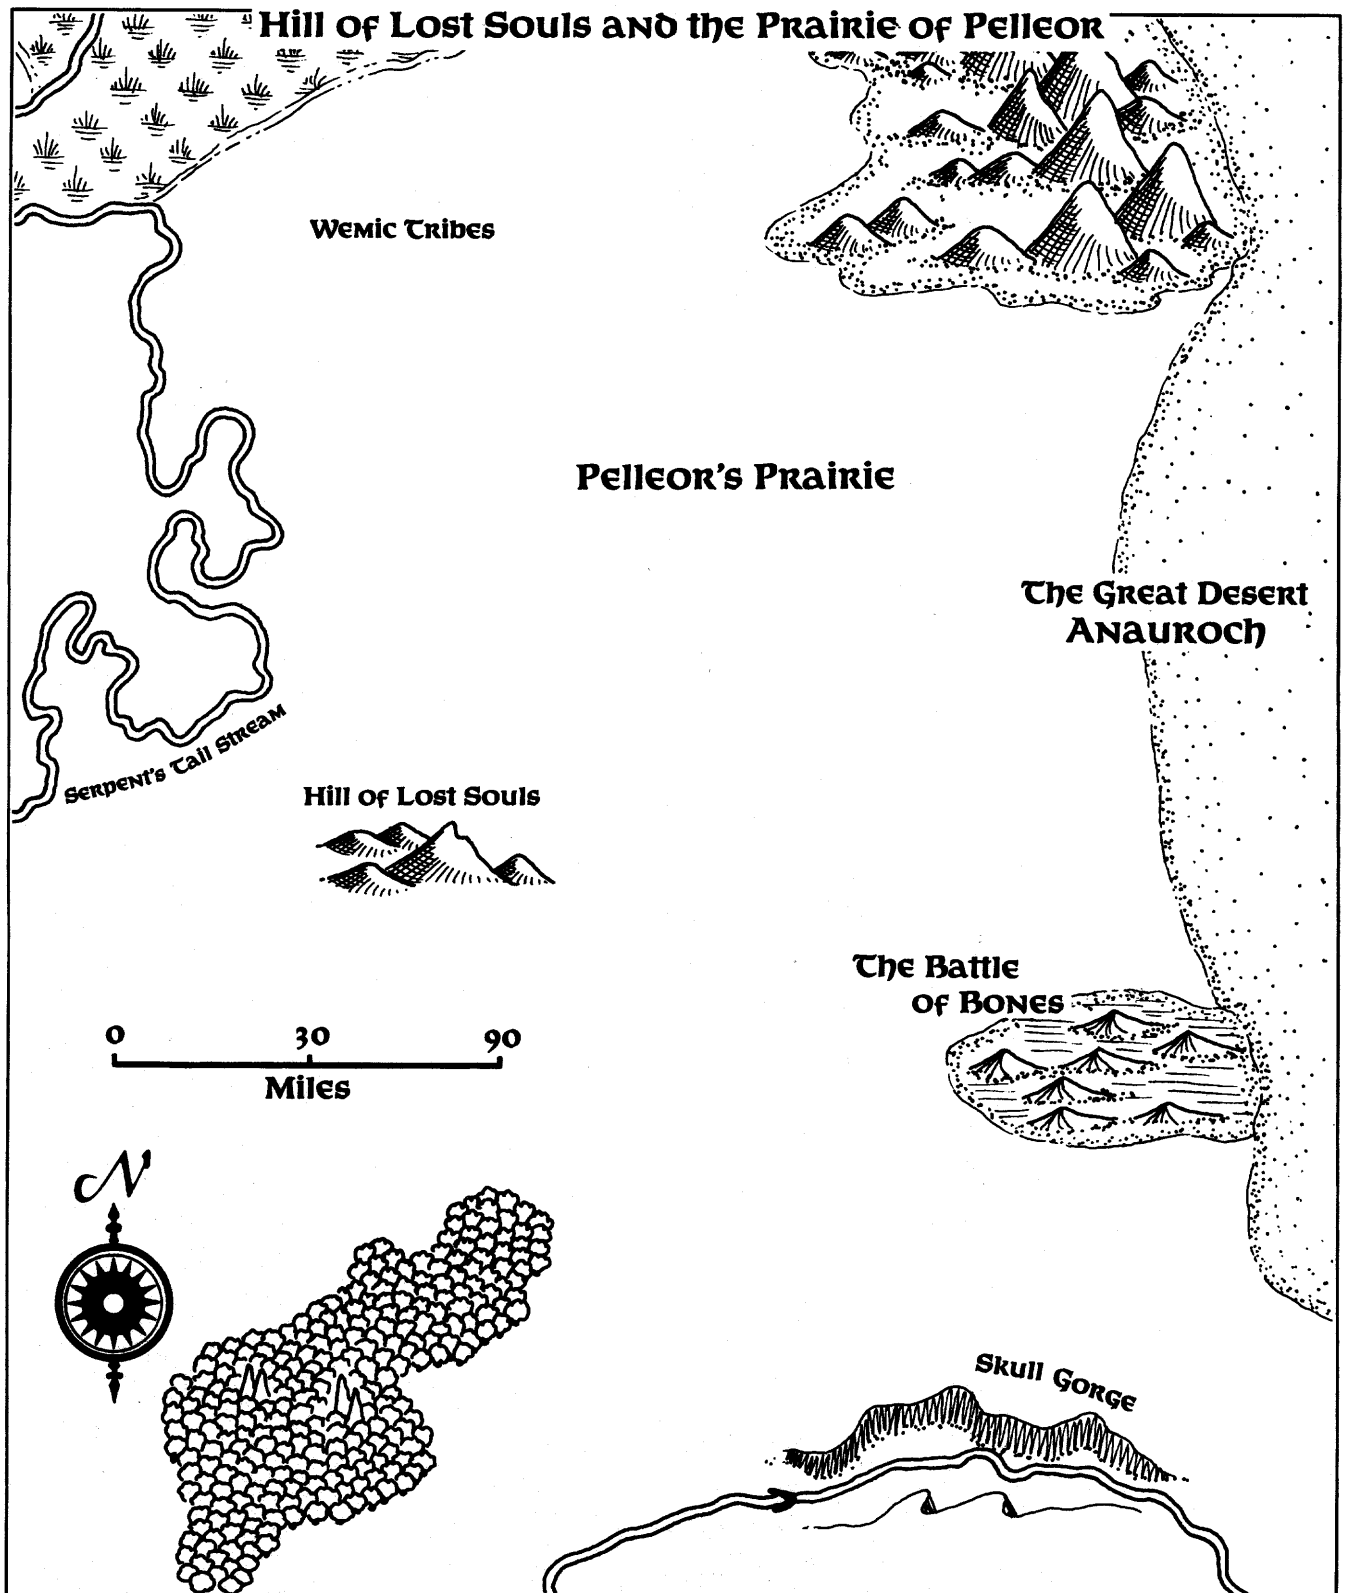 Hill of Lost Souls and the Prairie of Pelleor
Wemic Tribes
Pelleor's Prairie
The Great Desert
Anauroch
Serpent's Tail Stream
Hill of Lost Souls
The Battle
of Bones
0 30 90
Miles
N
Skull Gorge